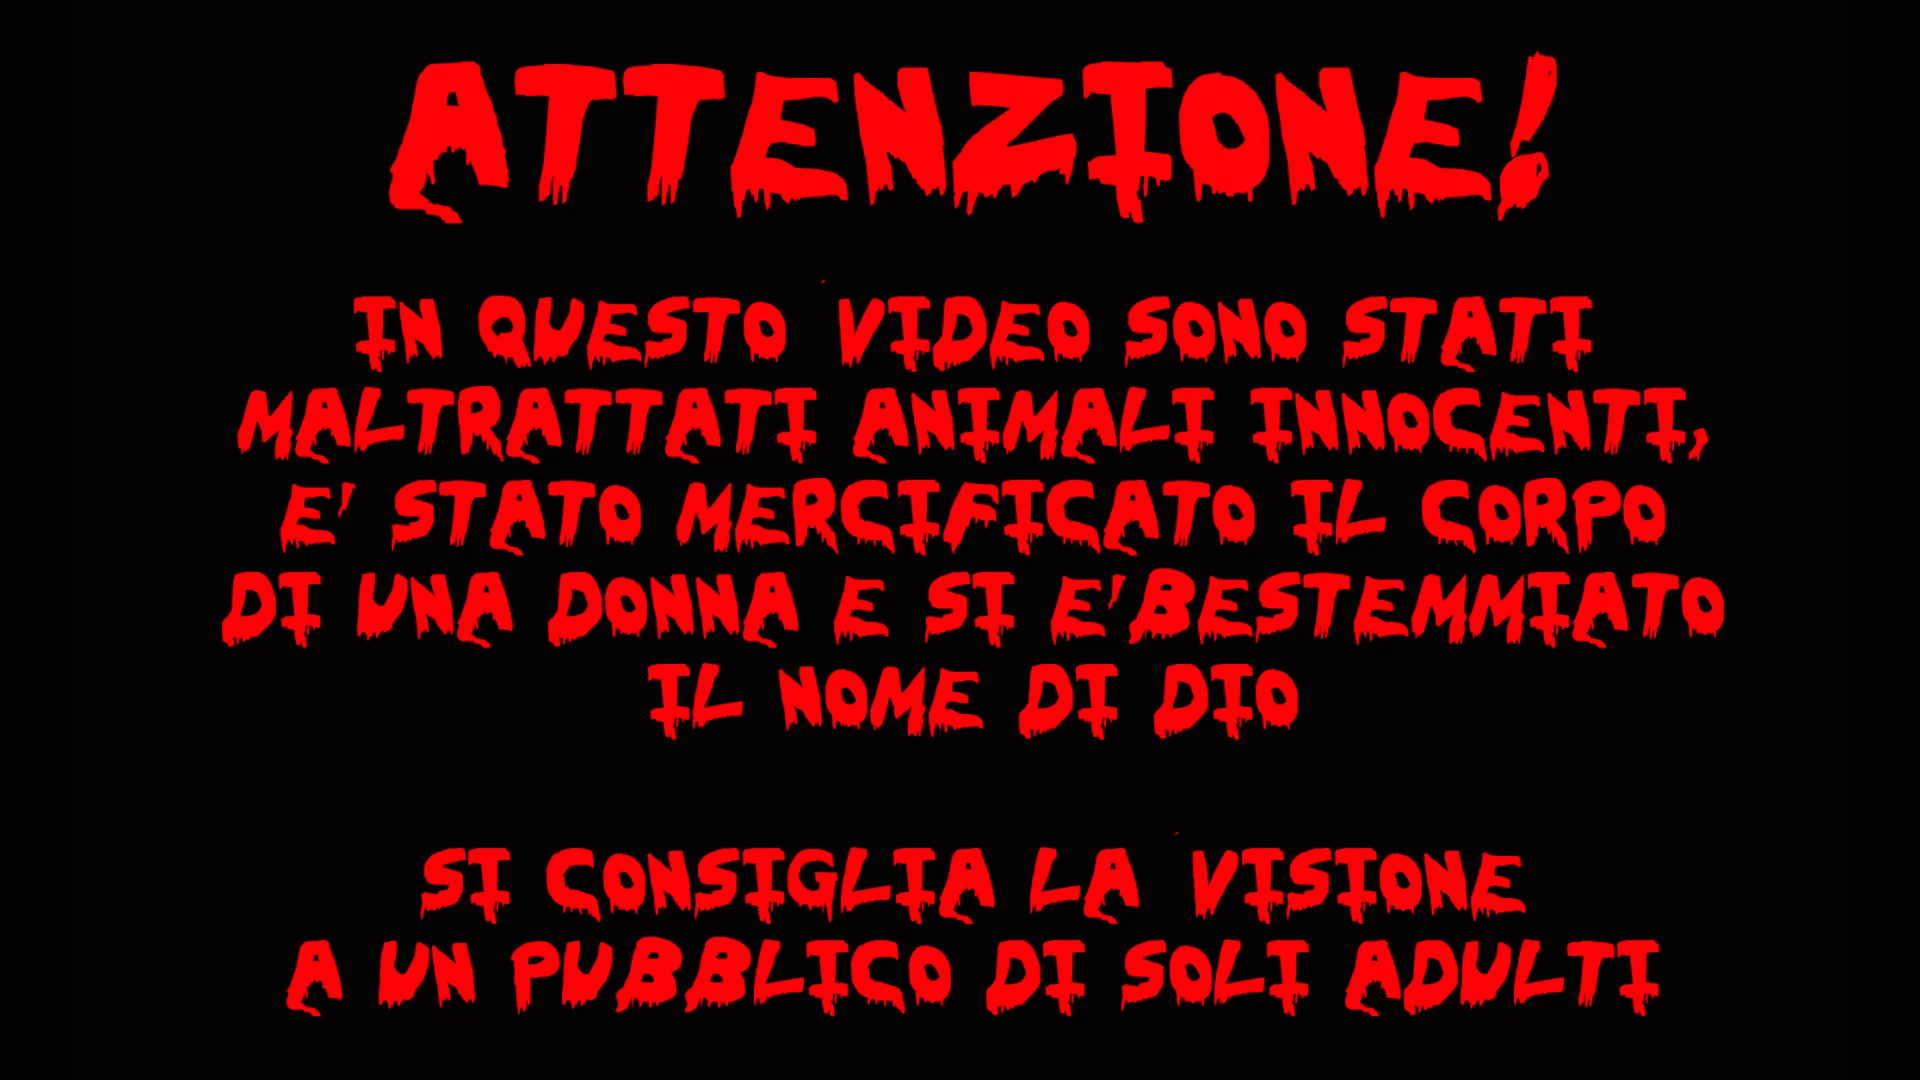 ATTENZIONE!
IN QUESTO VIDEO SONO STATI
MALTRATTATI ANIMALI INNOCENTI,
E' STATO MERCIFICATO IL CORPO
DI UNA DONNA E SI E'BESTEMMIATO
IL NOME DI DIO
SI CONSIGLIA LA VISIONE
A UN PUBBLICO DI SOLI ADULTI